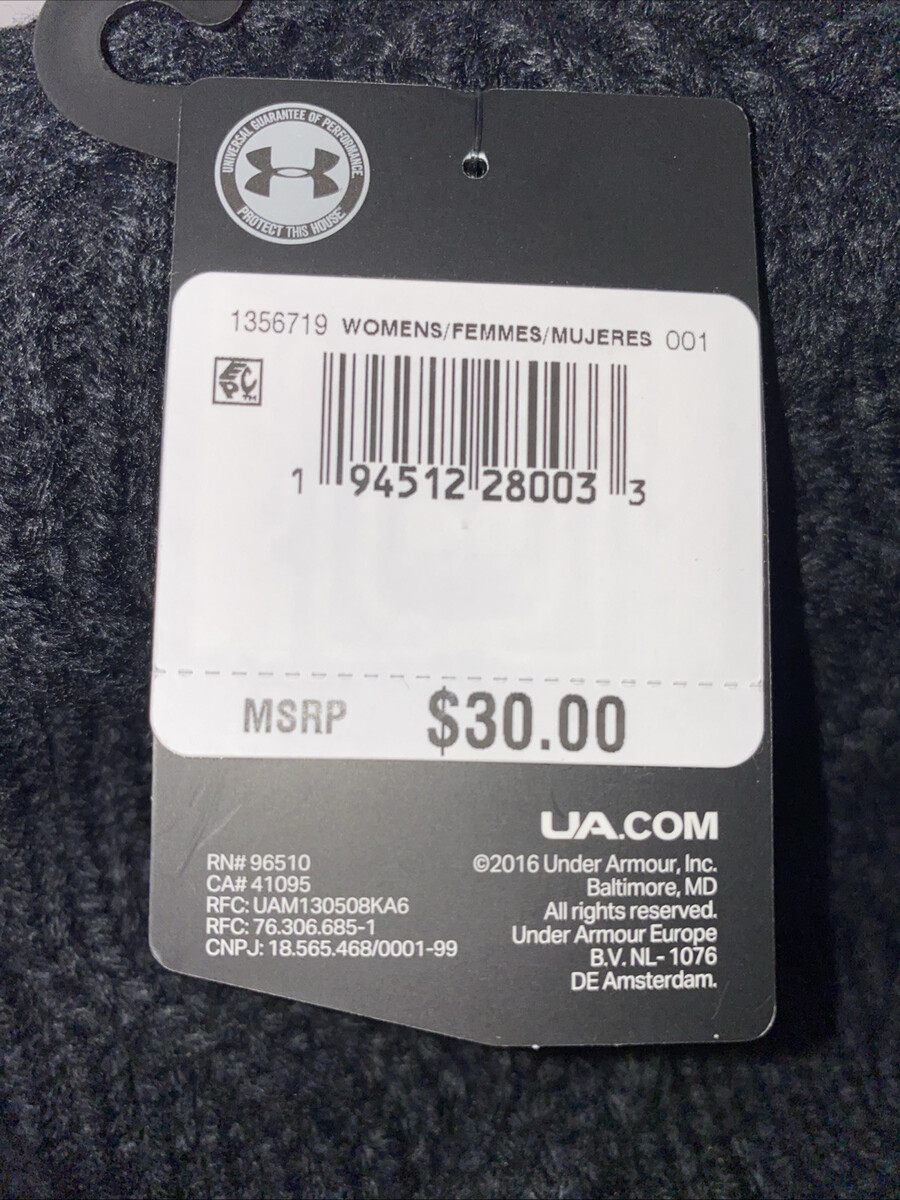 UNIVERSAL GUARANTEE OF PERFORMANCE
PROTECT THIS HOUSE
1356719 WOMENS/FEMMES/MUJERES 001
EPC™
1 94512 28003 3
MSRP $30.00
UA.COM
RN# 96510
CA# 41095
RFC: UAM130508KA6
RFC: 76.306.685-1
CNPJ: 18.565.468/0001-99
©2016 Under Armour, Inc.
Baltimore, MD
All rights reserved.
Under Armour Europe
B.V. NL- 1076
DE Amsterdam.